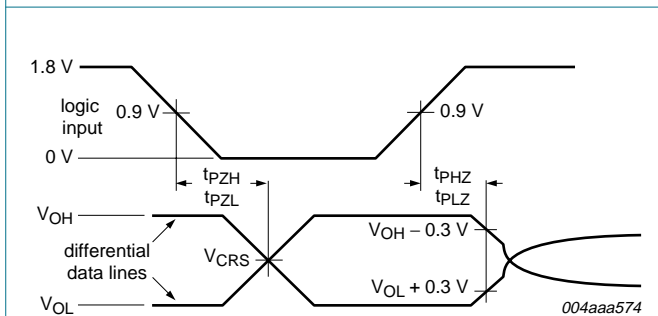 1.8 V
logic
input
0.9 V
0.9 V
0 V
tPZH
tPZL
tPHZ
tPLZ
VOH
VOH – 0.3 V
differential
data lines
VCRS
VOL + 0.3 V
VOL
004aaa574